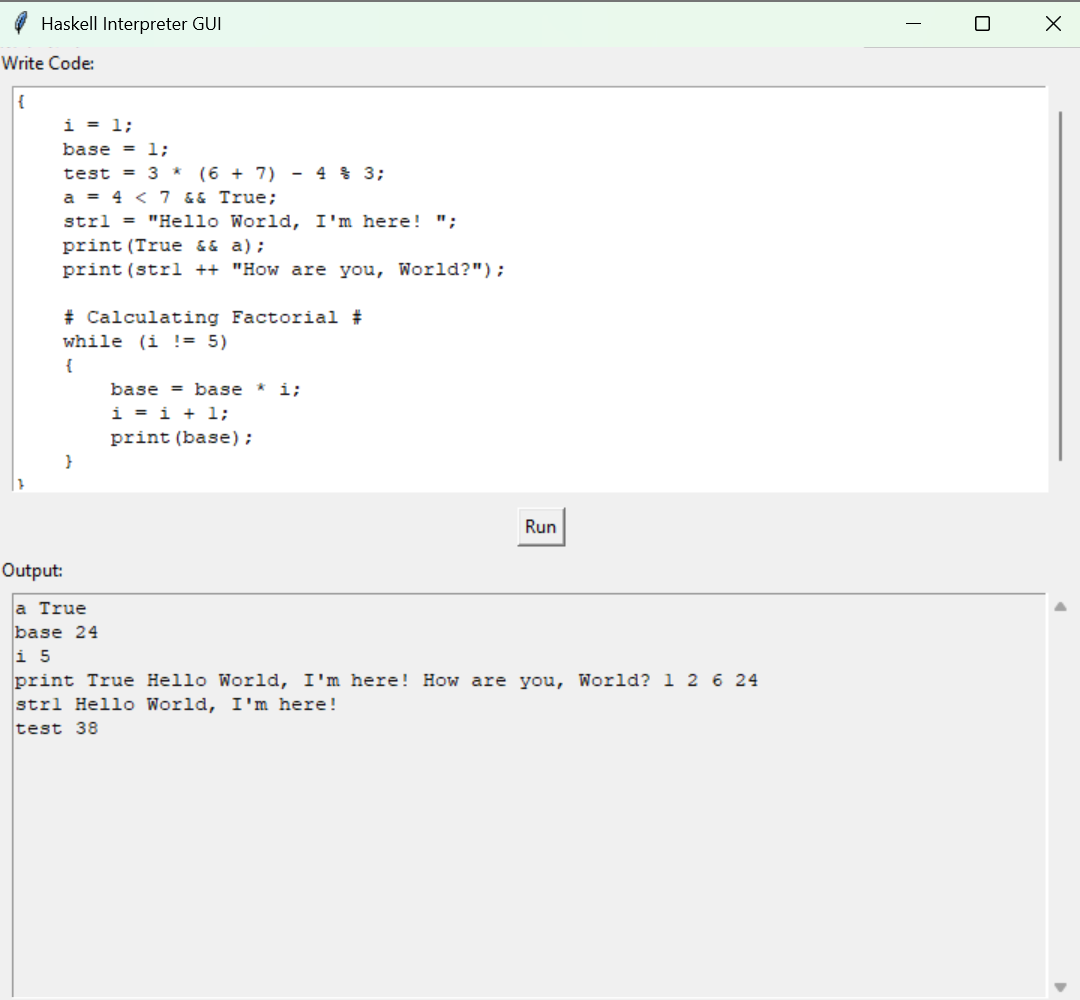 Haskell Interpreter GUI
Write Code:
{
    i = 1;
    base = 1;
    test = 3 * (6 + 7) - 4 % 3;
    a = 4 < 7 && True;
    str1 = "Hello World, I'm here! ";
    print(True && a);
    print(str1 ++ "How are you, World?");
    # Calculating Factorial #
    while (i != 5)
    {
        base = base * i;
        i = i + 1;
        print(base);
    }
}
Run
Output:
a True
base 24
i 5
print True Hello World, I'm here! How are you, World? 1 2 6 24
str1 Hello World, I'm here!
test 38